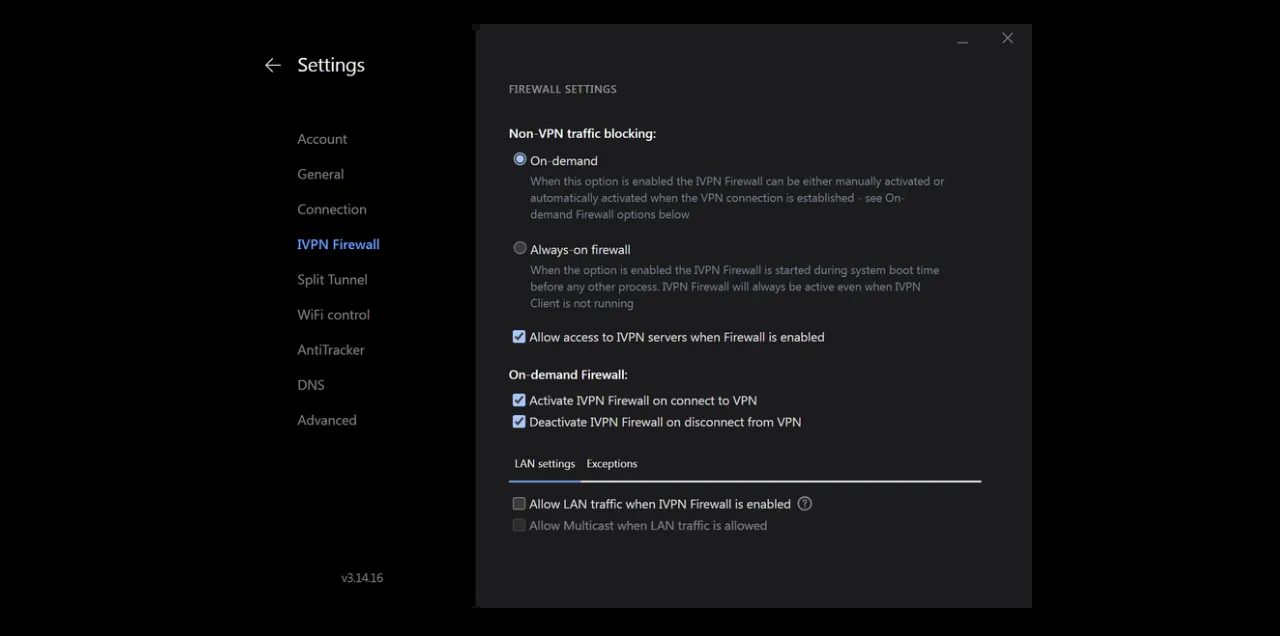 Settings
Account
General
Connection
IVPN Firewall
Split Tunnel
WiFi control
AntiTracker
DNS
Advanced
v3.14.16
FIREWALL SETTINGS
Non-VPN traffic blocking:
On-demand
When this option is enabled the IVPN Firewall can be either manually activated or
automatically activated when the VPN connection is established - see On-
demand Firewall options below
Always-on firewall
When the option is enabled the IVPN Firewall is started during system boot time
before any other process. IVPN Firewall will always be active even when IVPN
Client is not running
Allow access to IVPN servers when Firewall is enabled
On-demand Firewall:
Activate IVPN Firewall on connect to VPN
Deactivate IVPN Firewall on disconnect from VPN
LAN settings Exceptions
Allow LAN traffic when IVPN Firewall is enabled ?
Allow Multicast when LAN traffic is allowed